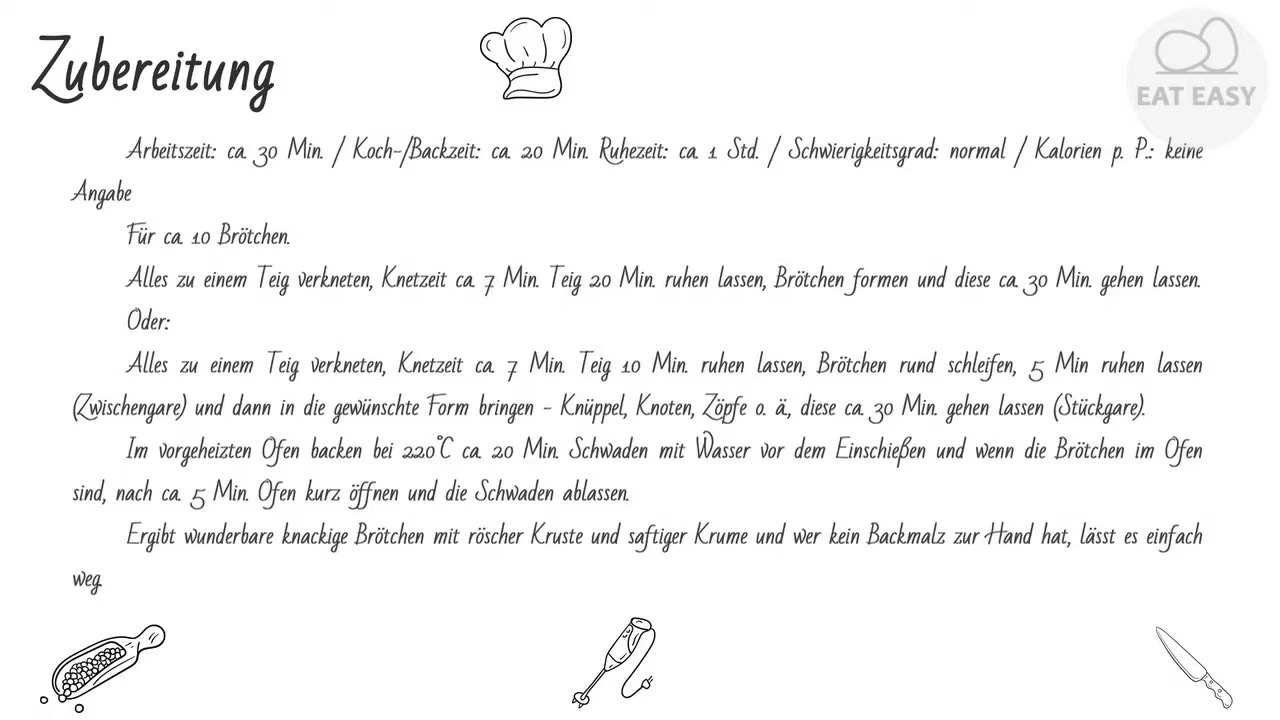 Zubereitung
EAT EASY
Arbeitszeit: ca. 30 Min. / Koch-/Backzeit: ca. 20 Min. Ruhezeit: ca. 1 Std. / Schwierigkeitsgrad: normal / Kalorien p. P.: keine
Angabe
Für ca. 10 Brötchen.
Alles zu einem Teig verkneten, Knetzeit ca. 7 Min. Teig 20 Min. ruhen lassen, Brötchen formen und diese ca. 30 Min. gehen lassen.
Oder:
Alles zu einem Teig verkneten, Knetzeit ca. 7 Min. Teig 10 Min. ruhen lassen, Brötchen rund schleifen, 5 Min ruhen lassen
(Zwischengare) und dann in die gewünschte Form bringen - Knüppel, Knoten, Zöpfe o. ä., diese ca. 30 Min. gehen lassen (Stückgare).
Im vorgeheizten Ofen backen bei 220°C ca. 20 Min. Schwaden mit Wasser vor dem Einschießen und wenn die Brötchen im Ofen
sind, nach ca. 5 Min. Ofen kurz öffnen und die Schwaden ablassen.
Ergibt wunderbare knackige Brötchen mit röscher Kruste und saftiger Krume und wer kein Backmalz zur Hand hat, lässt es einfach
weg.